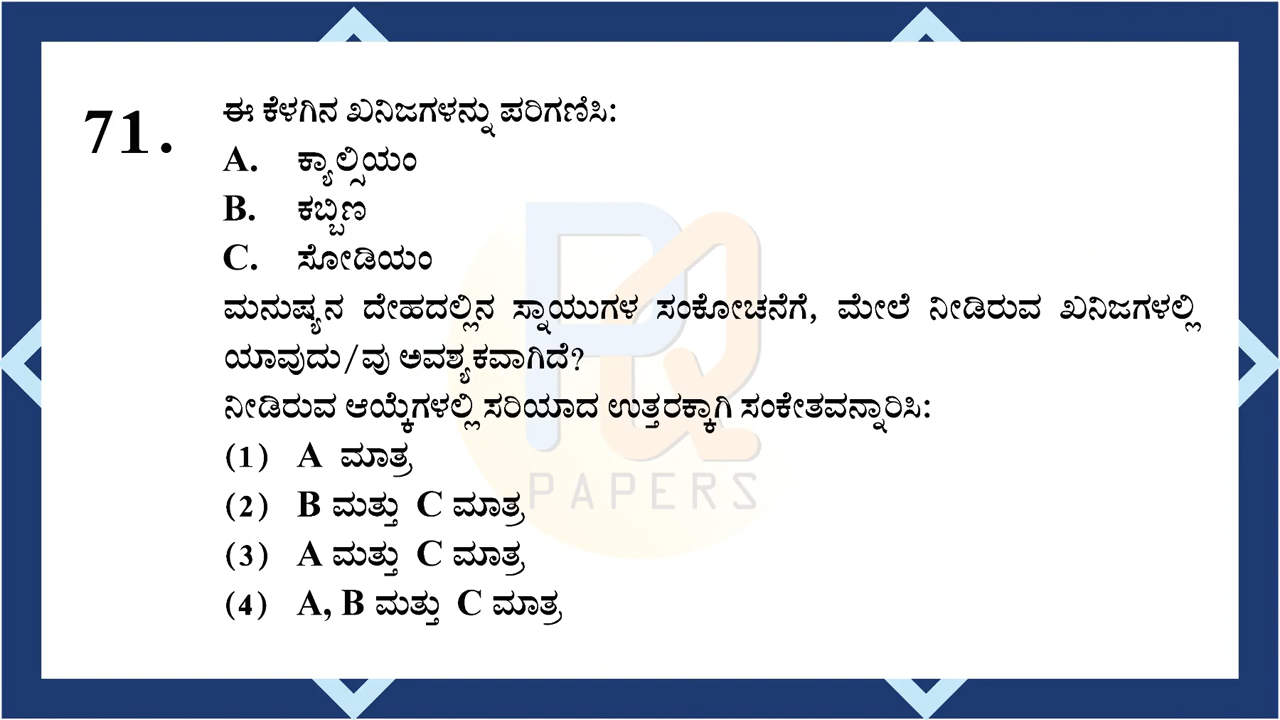 71.
ಈ ಕೆಳಗಿನ ಖನಿಜಗಳನ್ನು ಪರಿಗಣಿಸಿ:
A. ಕ್ಯಾಲ್ಸಿಯಂ
B. ಕಬ್ಬಿಣ
C. ಸೋಡಿಯಂ
ಮನುಷ್ಯನ ದೇಹದಲ್ಲಿನ ಸ್ನಾಯುಗಳ ಸಂಕೋಚನೆಗೆ, ಮೇಲೆ ನೀಡಿರುವ ಖನಿಜಗಳಲ್ಲಿ
ಯಾವುದು/ವು ಅವಶ್ಯಕವಾಗಿದೆ?
ನೀಡಿರುವ ಆಯ್ಕೆಗಳಲ್ಲಿ ಸರಿಯಾದ ಉತ್ತರಕ್ಕಾಗಿ ಸಂಕೇತವನ್ನಾರಿಸಿ:
(1) A ಮಾತ್ರ
(2) B ಮತ್ತು C ಮಾತ್ರ
(3) A ಮತ್ತು C ಮಾತ್ರ
(4) A, B ಮತ್ತು C ಮಾತ್ರ
PQ
PAPERS